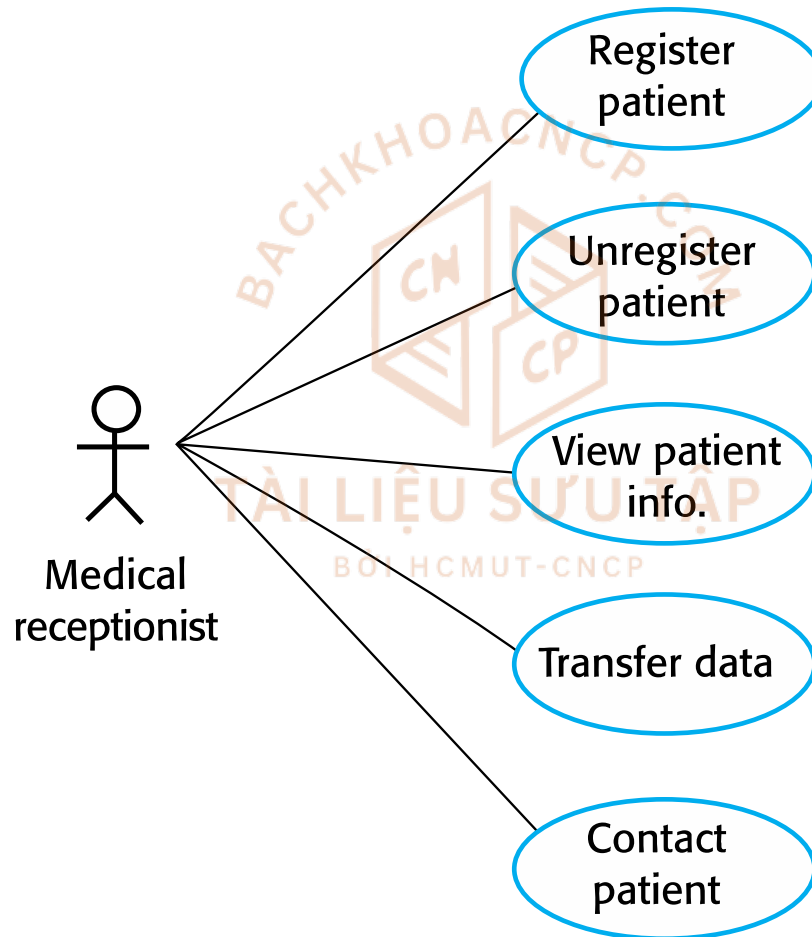 Register
patient
BACHKHOACNCP.COM
Unregister
patient
CN
CP
View patient
info.
TÀI LIỆU SƯU TẬP
BỞI HCMUT-CNCP
Medical
receptionist
Transfer data
Contact
patient